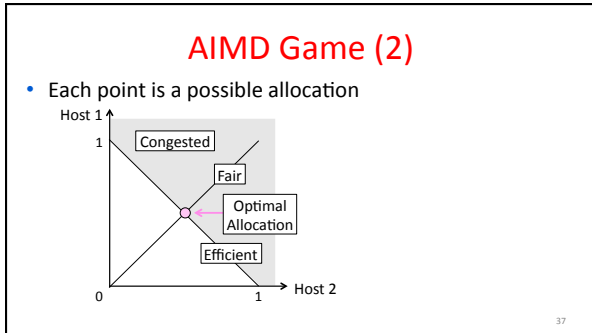 AIMD Game (2)
• Each point is a possible allocation
Host 1
1
Congested
Fair
Optimal
Allocation
Efficient
0
1
Host 2
37